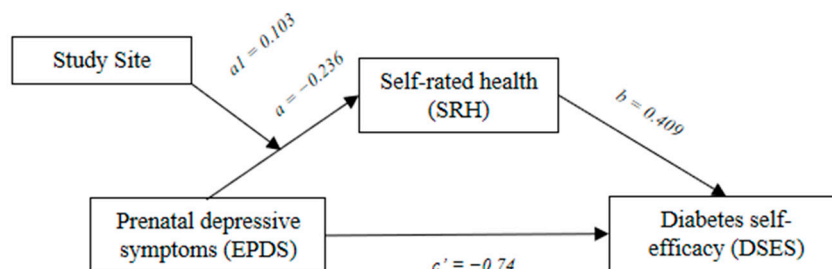 Study Site
a1 = 0.103
a = −0.236
Self-rated health
(SRH)
b = 0.409
Prenatal depressive
symptoms (EPDS)
Diabetes self-
efficacy (DSES)
c' = −0.74